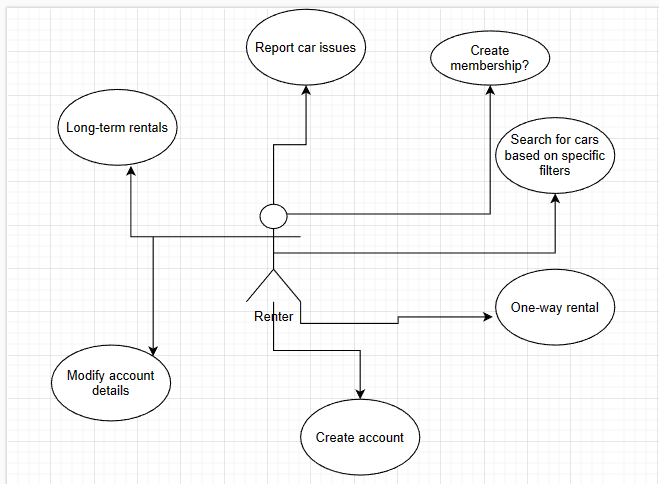 Report car issues
Create
membership?
Long-term rentals
Search for cars
based on specific
filters
One-way rental
Renter
Modify account
details
Create account